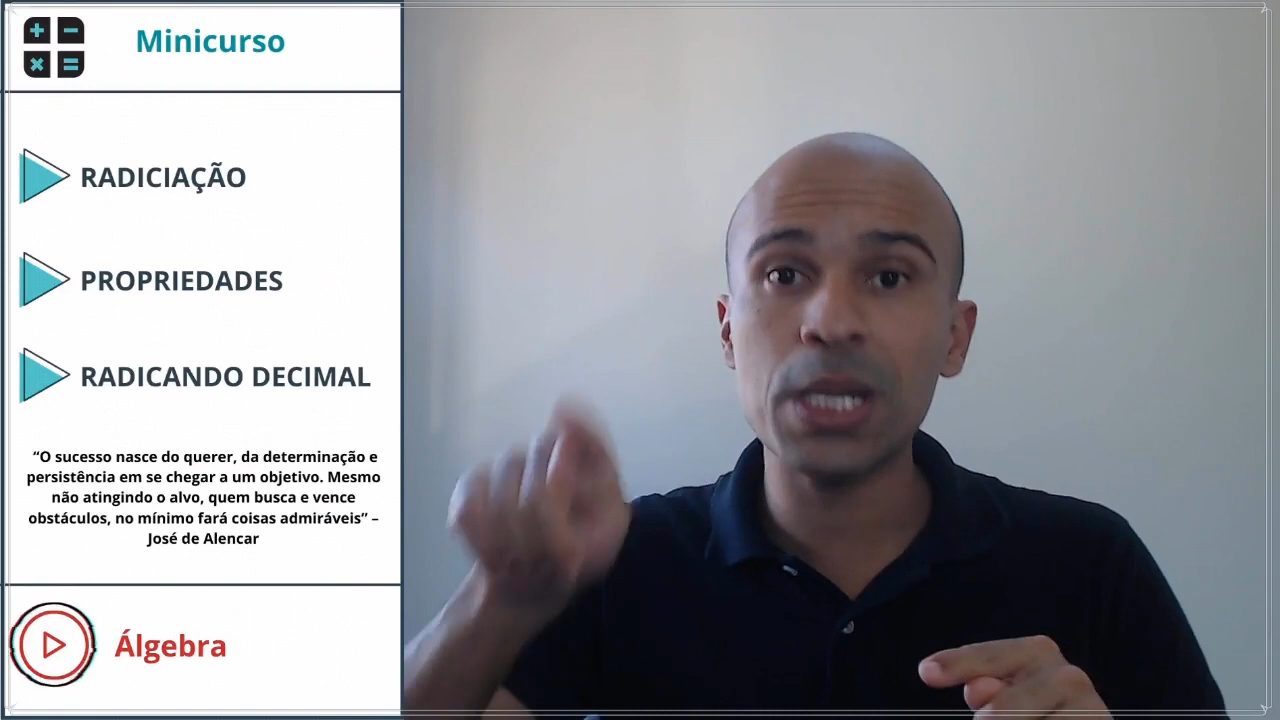 Minicurso
RADICIAÇÃO
PROPRIEDADES
RADICANDO DECIMAL
“O sucesso nasce do querer, da determinação e
persistência em se chegar a um objetivo. Mesmo
não atingindo o alvo, quem busca e vence
obstáculos, no mínimo fará coisas admiráveis” –
José de Alencar
Álgebra